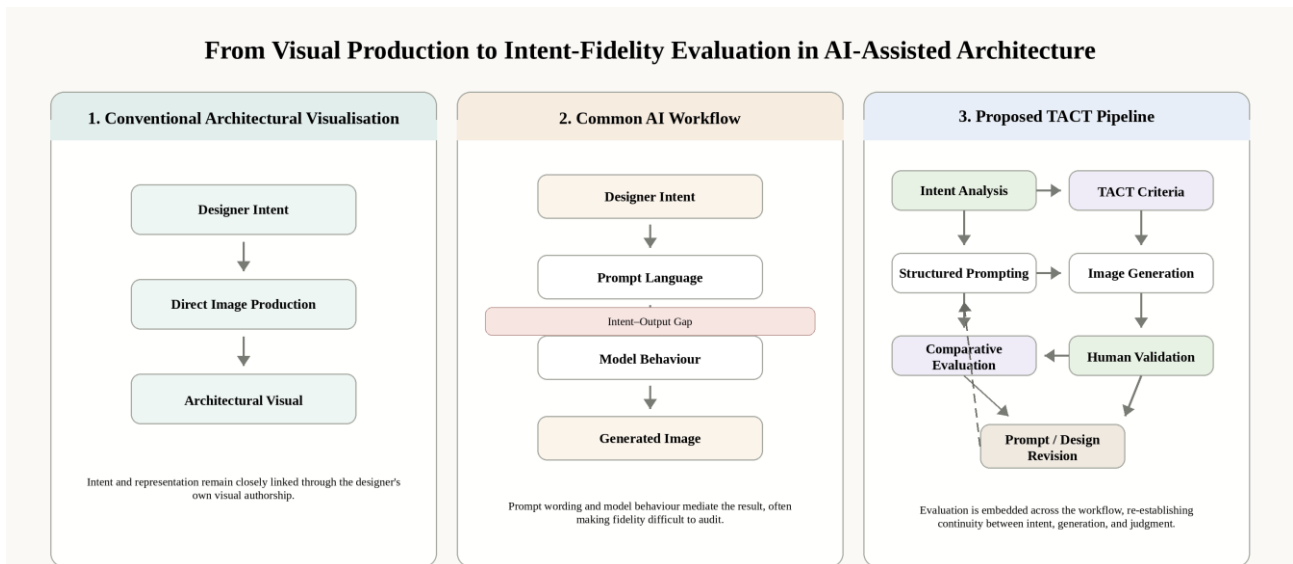 From Visual Production to Intent-Fidelity Evaluation in AI-Assisted Architecture
1. Conventional Architectural Visualisation
Designer Intent
Direct Image Production
Architectural Visual
Intent and representation remain closely linked through the designer's
own visual authorship.
2. Common AI Workflow
Designer Intent
Prompt Language
Intent–Output Gap
Model Behaviour
Generated Image
Prompt wording and model behaviour mediate the result, often
making fidelity difficult to audit.
3. Proposed TACT Pipeline
Intent Analysis
TACT Criteria
Structured Prompting
Image Generation
Comparative
Evaluation
Human Validation
Prompt / Design
Revision
Evaluation is embedded across the workflow, re-establishing
continuity between intent, generation, and judgment.